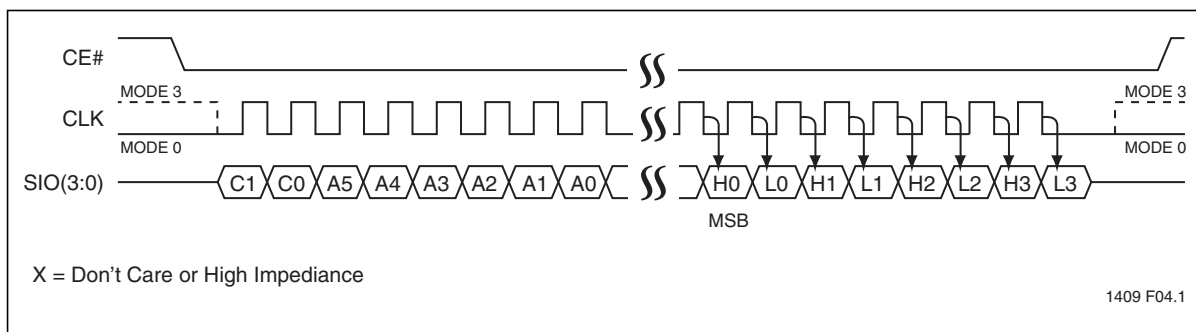 CE#
MODE 3 MODE 3
CLK
MODE 0 MODE 0
SIO(3:0) C1 C0 A5 A4 A3 A2 A1 A0 H0 L0 H1 L1 H2 L2 H3 L3
MSB
X = Don't Care or High Impediance
1409 F04.1